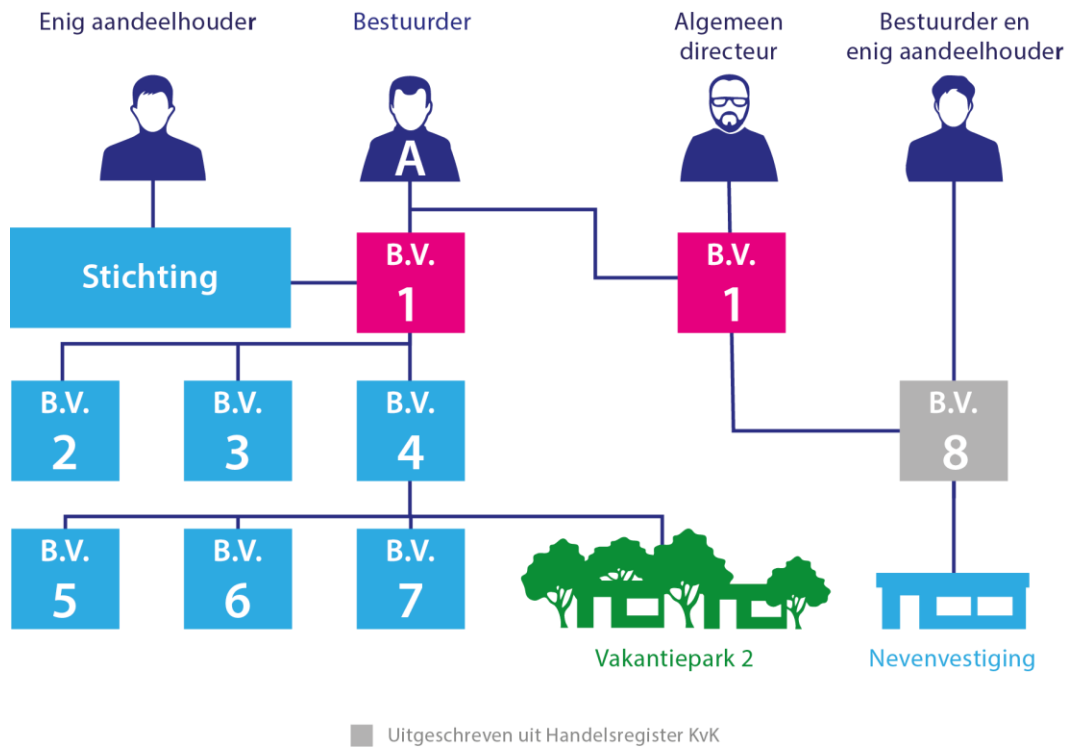 Enig aandeelhouder
Bestuurder
Algemeen
directeur
Bestuurder en
enig aandeelhouder
A
Stichting
B.V.
1
B.V.
1
B.V.
2
B.V.
3
B.V.
4
B.V.
8
B.V.
5
B.V.
6
B.V.
7
Vakantiepark 2
Nevenvestiging
Uitgeschreven uit Handelsregister KvK